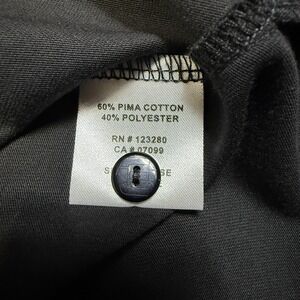 60% PIMA COTTON
40% POLYESTER
RN # 123280
CA # 07099